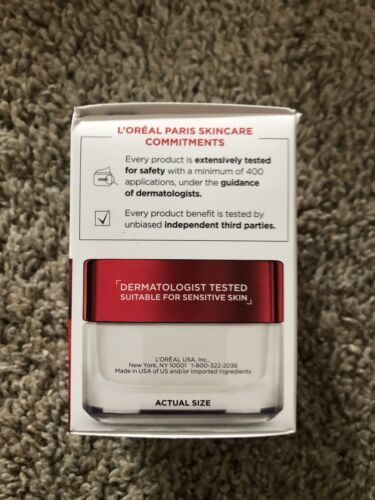 L'ORÉAL PARIS SKINCARE
COMMITMENTS
Every product is extensively tested
for safety with a minimum of 400
applications, under the guidance
of dermatologists.
Every product benefit is tested by
unbiased independent third parties.
DERMATOLOGIST TESTED
SUITABLE FOR SENSITIVE SKIN
L'ORÉAL USA, Inc.,
New York, NY 10001 1-800-322-2036
Made in USA of US and/or Imported Ingredients
ACTUAL SIZE